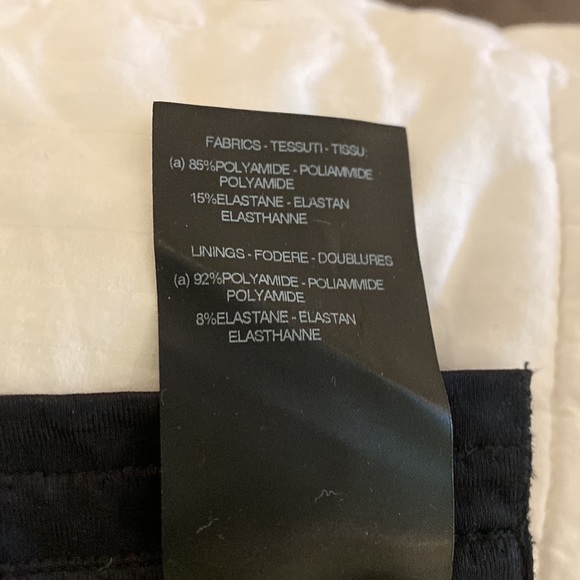 FABRICS - TESSUTI - TISSU:
(a) 85%POLYAMIDE - POLIAMMIDE
POLYAMIDE
15%ELASTANE - ELASTAN
ELASTHANNE
LININGS - FODERE - DOUBLURES
(a) 92%POLYAMIDE - POLIAMMIDE
POLYAMIDE
8%ELASTANE - ELASTAN
ELASTHANNE